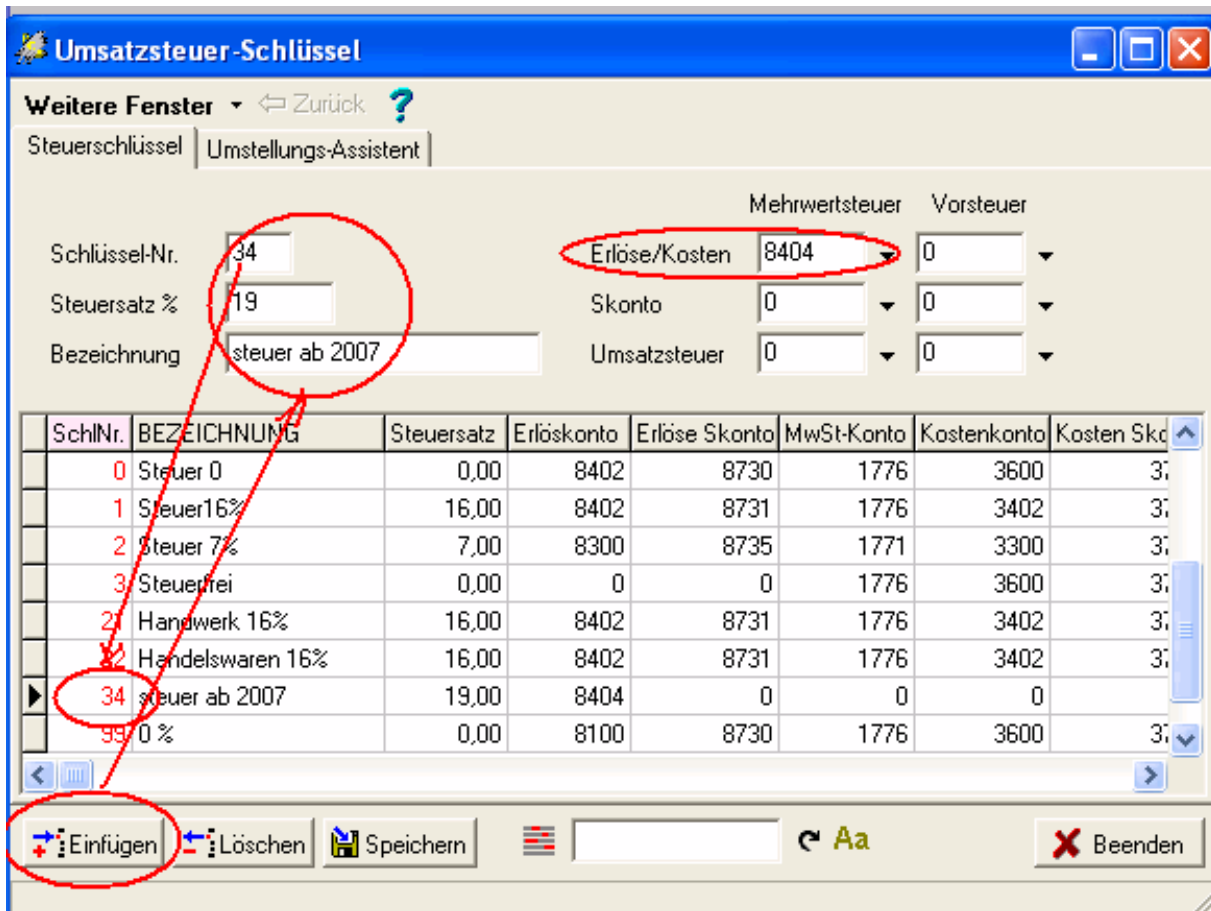 Umsatzsteuer-Schlüssel
Weitere Fenster Zurück ?
Steuerschlüssel Umstellungs-Assistent
Mehrwertsteuer Vorsteuer
Schlüssel-Nr. 34 Erlöse/Kosten 8404 0
Steuersatz % 19 Skonto 0 0
Bezeichnung steuer ab 2007 Umsatzsteuer 0 0
SchlNr. BEZEICHNUNG Steuersatz Erlöskonto Erlöse Skonto MwSt-Konto Kostenkonto Kosten
0 Steuer 0 0,00 8402 8730 1776 3600
1 Steuer16% 16,00 8402 8731 1776 3402
2 Steuer 7% 7,00 8300 8735 1771 3300
3 Steuerfrei 0,00 0 0 1776 3600
Handwerk 16% 16,00 8402 8731 1776 3402
Handelswaren 16% 16,00 8402 8731 1776 3402
34 steuer ab 2007 19,00 8404 0 0 0
99 0 % 0,00 8100 8730 1776 3600
Einfügen Löschen Speichern Aa Beenden